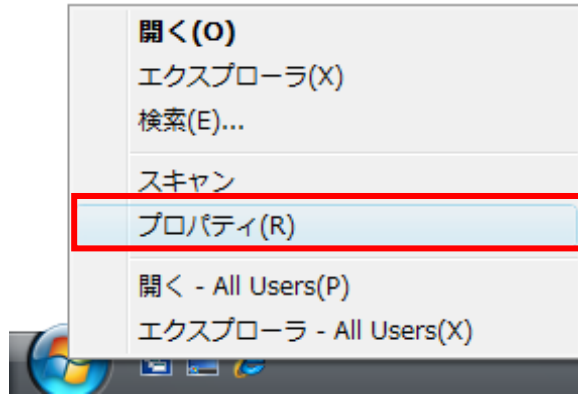 開く(O)
エクスプローラ(X)
検索(E)...
スキャン
プロパティ(R)
開く - All Users(P)
エクスプローラ - All Users(X)